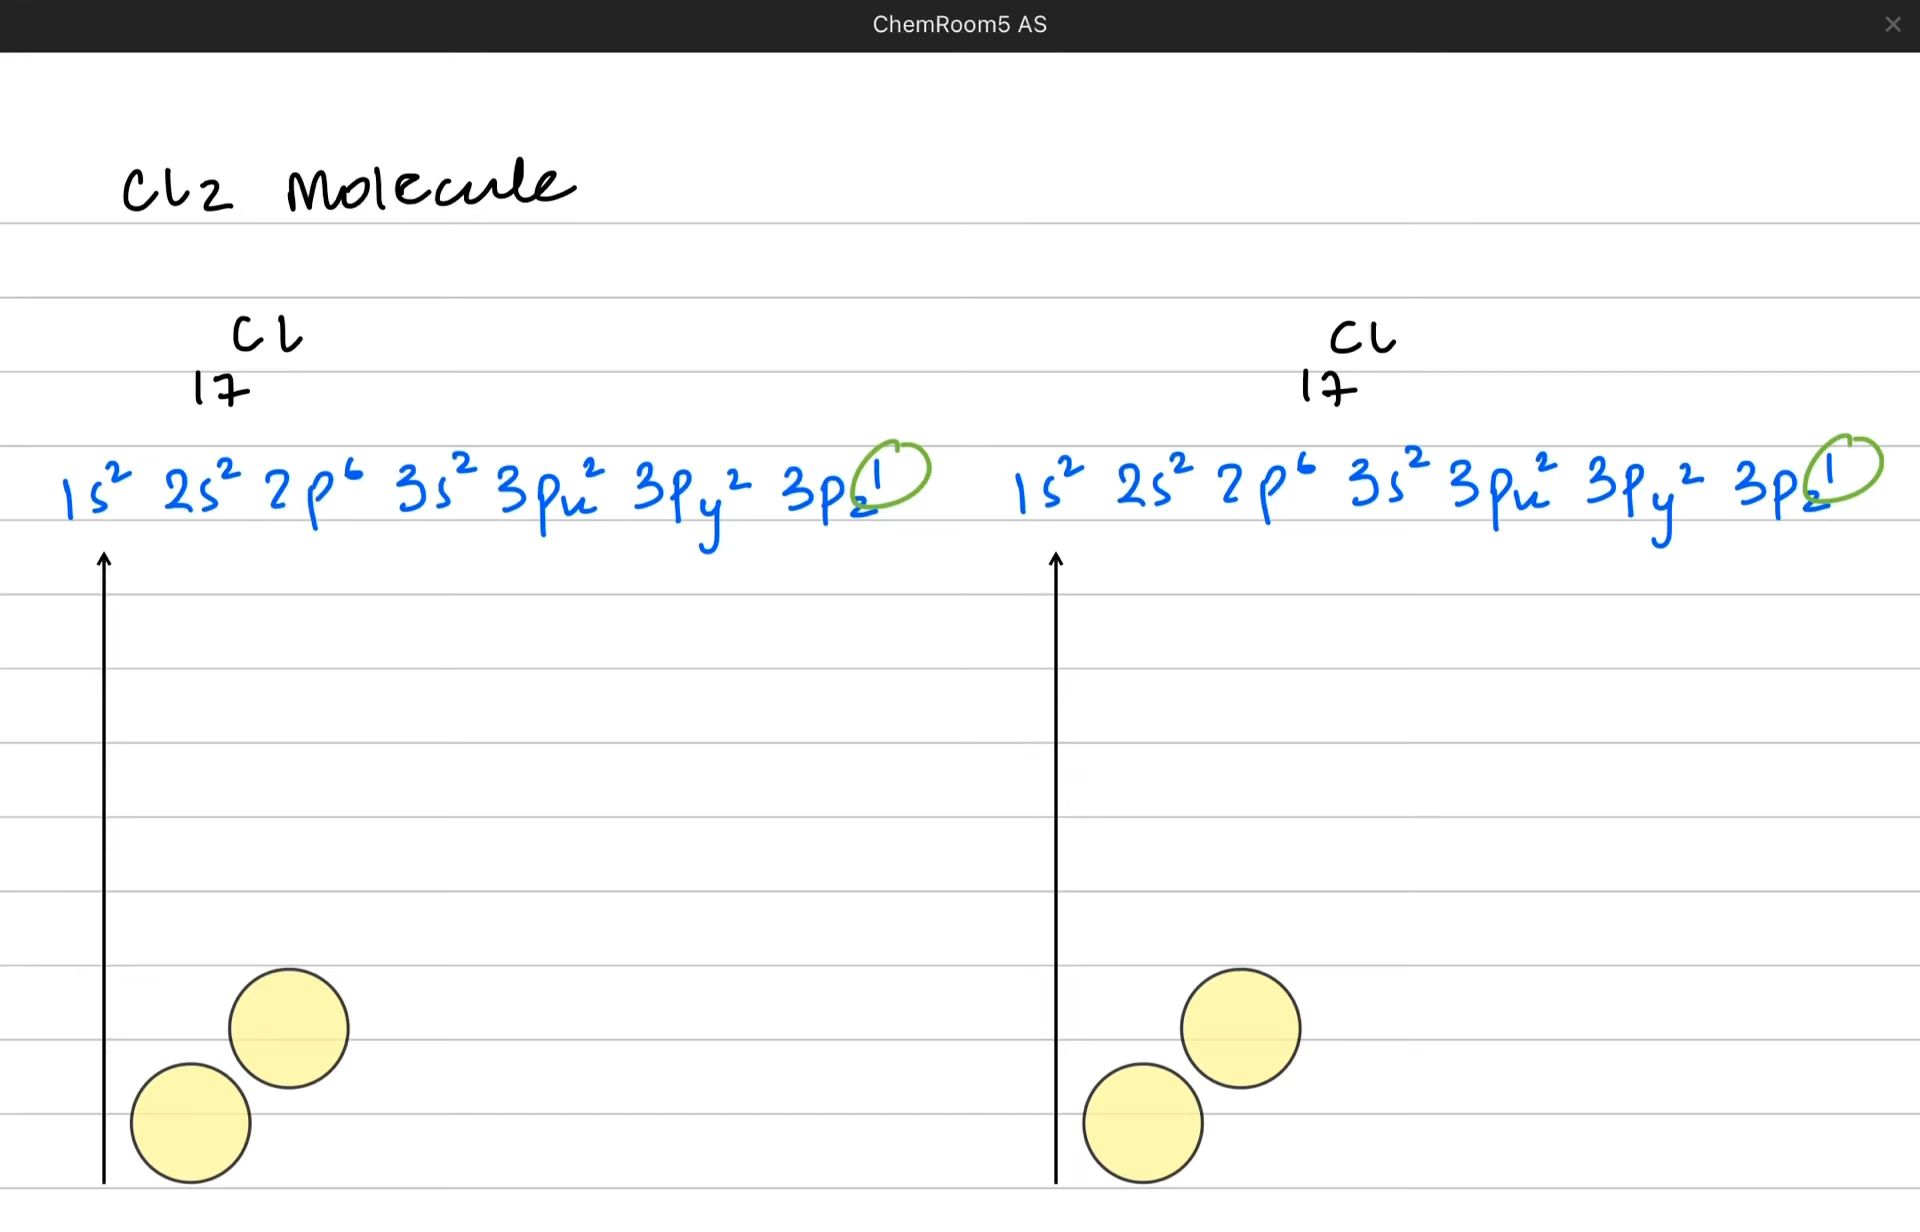 ChemRoom5 AS
Cl2 Molecule
Cl Cl
17 17
1s² 2s² 2p⁶ 3s² 3px² 3py² 3pz¹ 1s² 2s² 2p⁶ 3s² 3px² 3py² 3pz¹